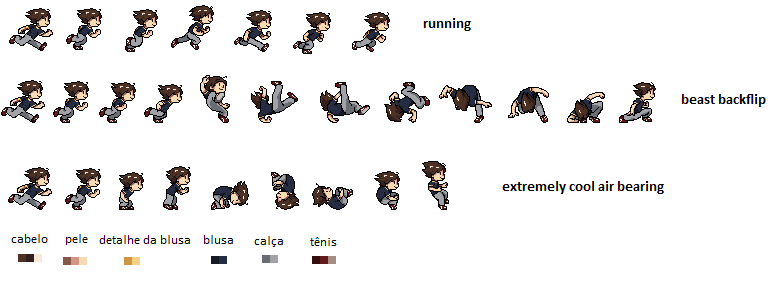 running
beast backflip
extremely cool air bearing
cabelo pele detalhe da blusa blusa calça tênis